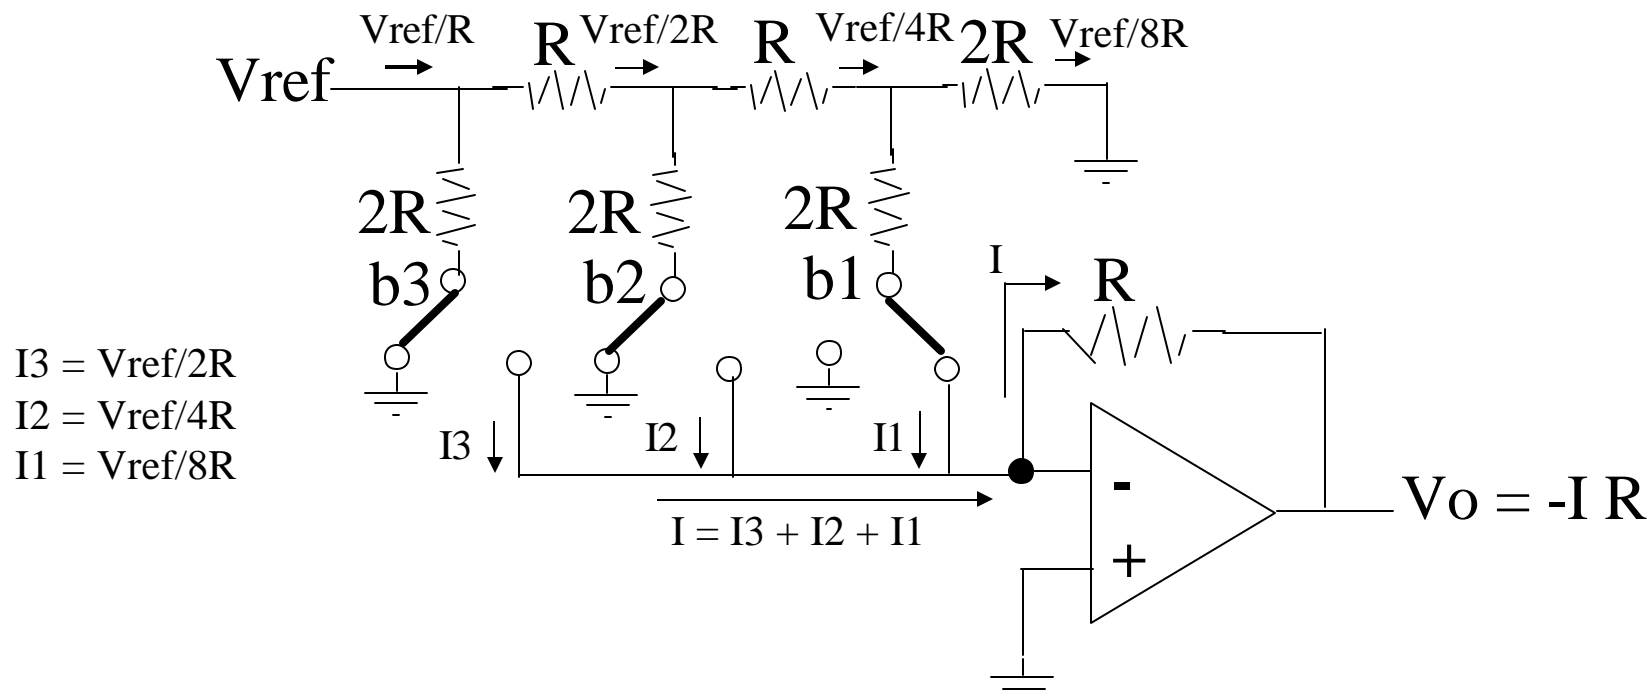 Vref/R
R
Vref/2R
R
Vref/4R
2R
Vref/8R
Vref
2R
2R
2R
b3
b2
b1
I
R
I3 = Vref/2R
I2 = Vref/4R
I1 = Vref/8R
I3
I2
I1
I = I3 + I2 + I1
-
+
Vo = -I R